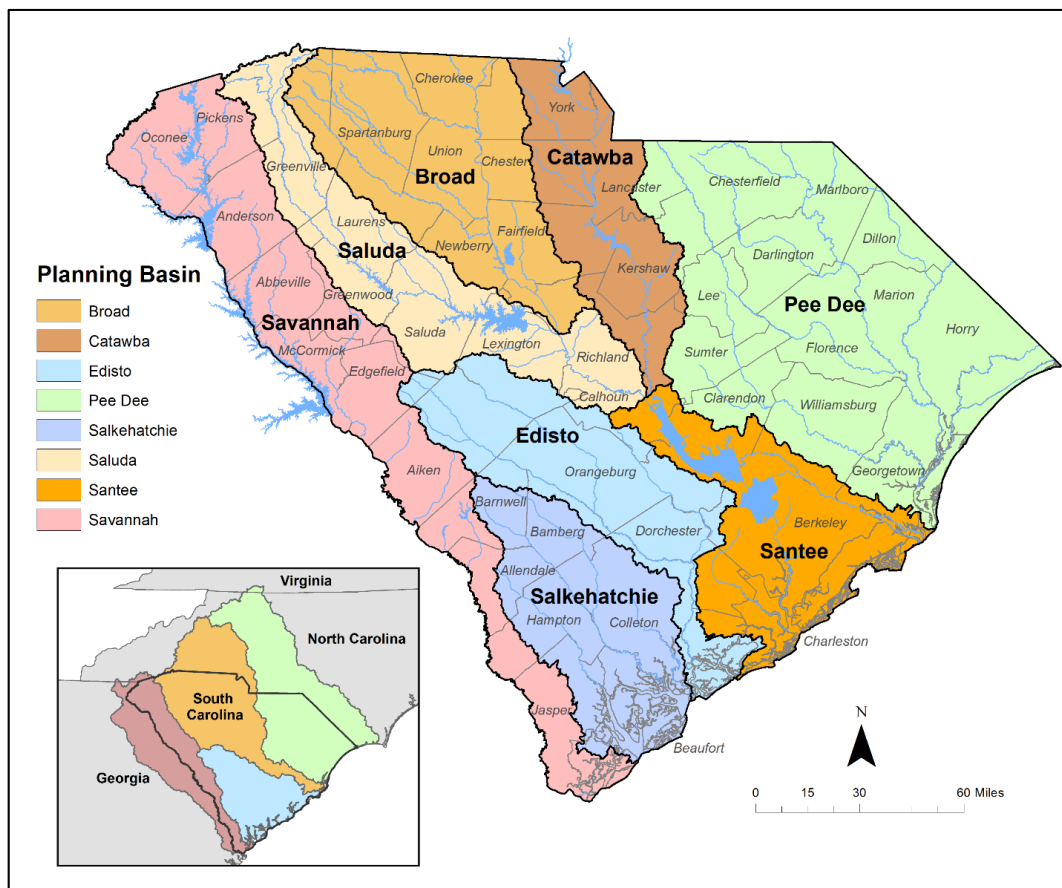 Cherokee
York
Pickens
Oconee
Spartanburg
Union
Chester
Catawba
Greenville
Broad
Lancaster
Chesterfield
Marlboro
Anderson
Laurens
Fairfield
Newberry
Dillon
Saluda
Kershaw
Darlington
Planning Basin
Abbeville
Greenwood
Lee
Pee Dee
Marion
Broad
Savannah
Saluda
Lexington
Richland
Horry
Catawba
McCormick
Edgefield
Sumter
Florence
Edisto
Calhoun
Clarendon
Williamsburg
Pee Dee
Salkehatchie
Edisto
Saluda
Aiken
Orangeburg
Georgetown
Santee
Barnwell
Savannah
Bamberg
Dorchester
Berkeley
Santee
Allendale
Salkehatchie
Virginia
Hampton
Colleton
North Carolina
Charleston
South
Carolina
Jasper
Beaufort
N
Georgia
0 15 30 60 Miles